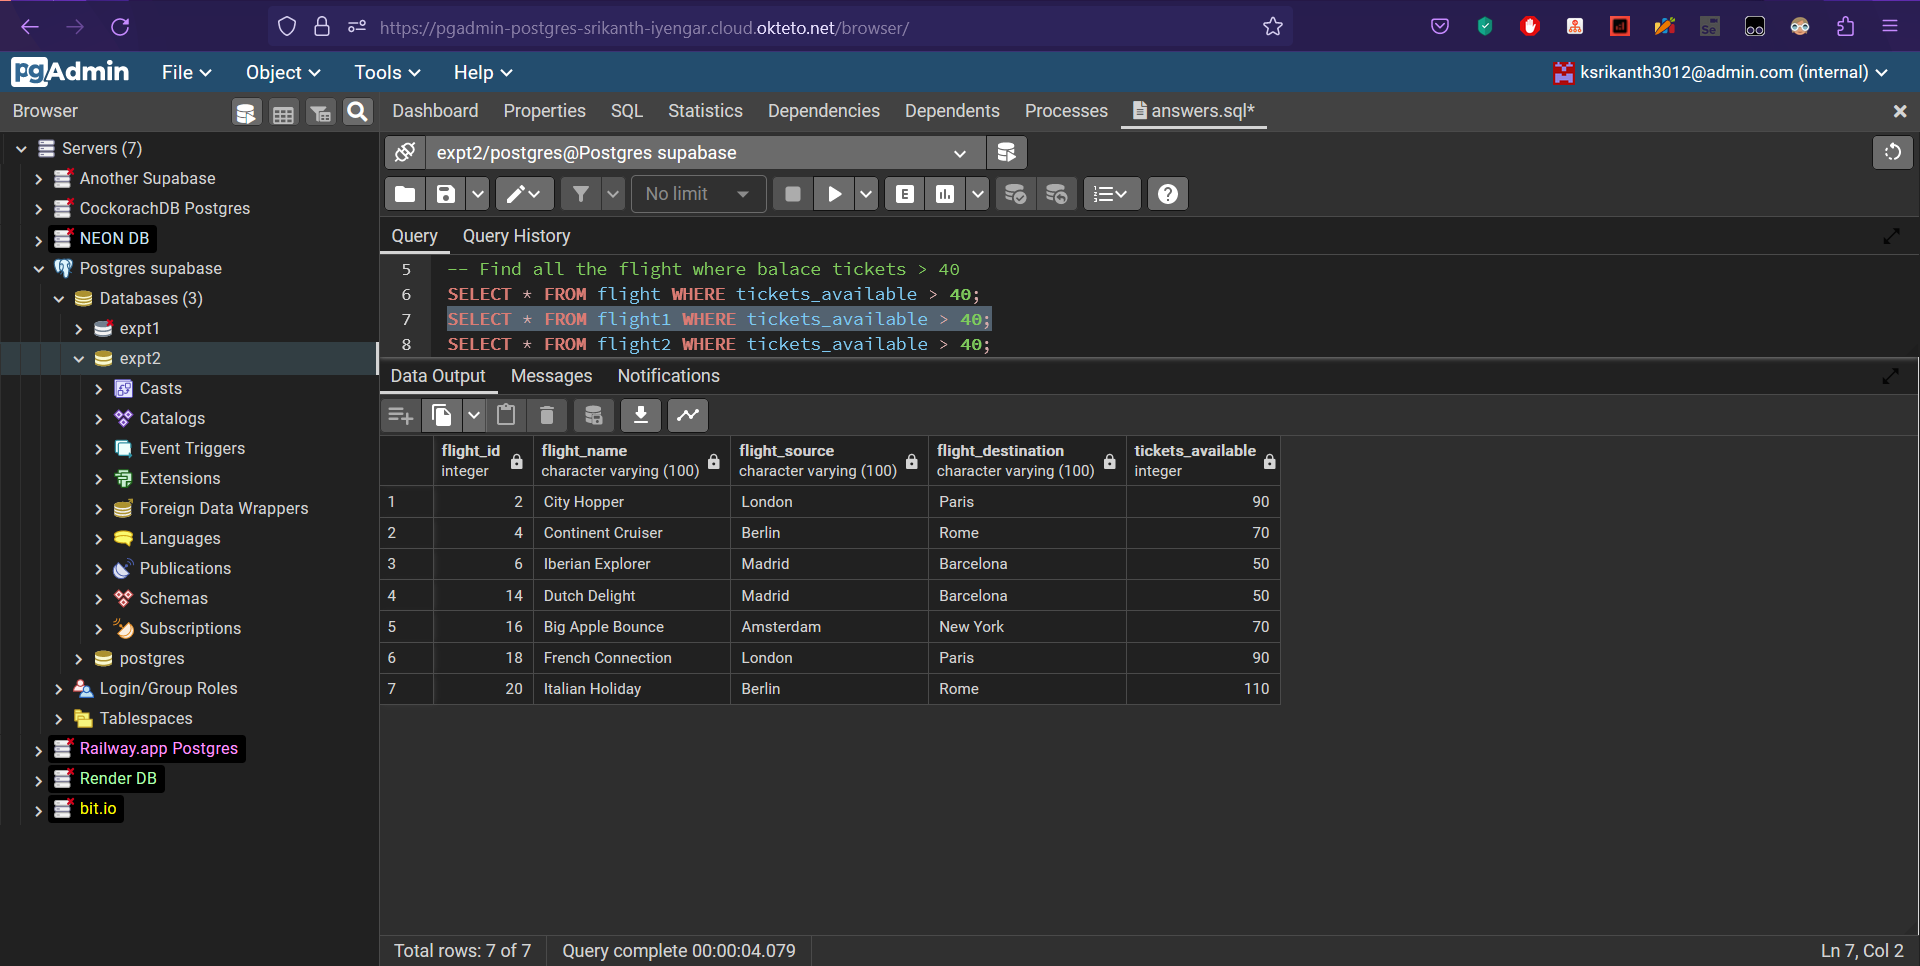 https://pgadmin-postgres-srikanth-iyengar.cloud.okteto.net/browser/
Se
pgAdmin File Object Tools Help ksrikanth3012@admin.com (internal)
Browser
Dashboard Properties SQL Statistics Dependencies Dependents Processes answers.sql*
Servers (7)
Another Supabase
CockorachDB Postgres
NEON DB
Postgres supabase
Databases (3)
expt1
expt2
Casts
Catalogs
Event Triggers
Extensions
Foreign Data Wrappers
Languages
Publications
Schemas
Subscriptions
postgres
Login/Group Roles
Tablespaces
Railway.app Postgres
Render DB
bit.io
expt2/postgres@Postgres supabase
No limit E
Query Query History
5 -- Find all the flight where balace tickets > 40
6 SELECT * FROM flight WHERE tickets_available > 40;
7 SELECT * FROM flight1 WHERE tickets_available > 40;
8 SELECT * FROM flight2 WHERE tickets_available > 40;
Data Output Messages Notifications
flight_id flight_name flight_source flight_destination tickets_available
integer character varying (100) character varying (100) character varying (100) integer
1 2 City Hopper London Paris 90
2 4 Continent Cruiser Berlin Rome 70
3 6 Iberian Explorer Madrid Barcelona 50
4 14 Dutch Delight Madrid Barcelona 50
5 16 Big Apple Bounce Amsterdam New York 70
6 18 French Connection London Paris 90
7 20 Italian Holiday Berlin Rome 110
Total rows: 7 of 7 Query complete 00:00:04.079 Ln 7, Col 2